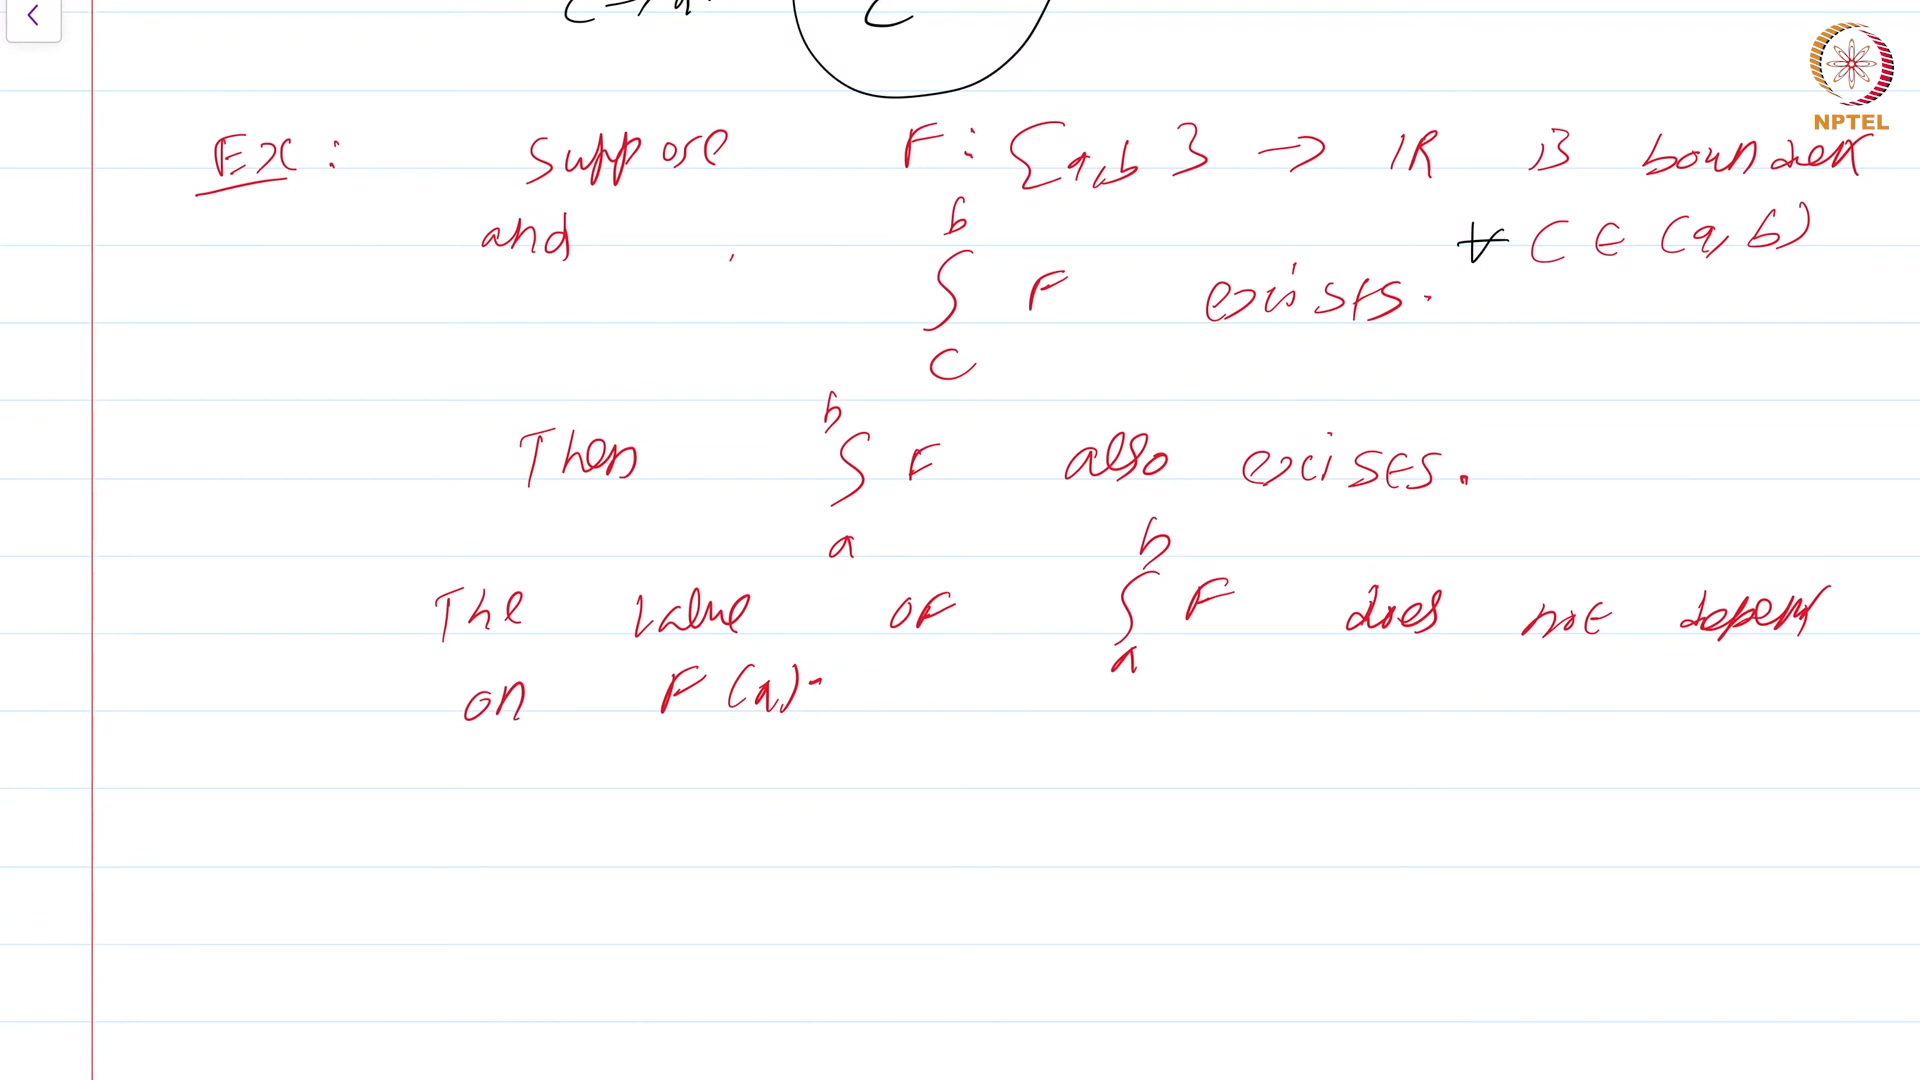 C → a
C
NPTEL
Ex: Suppose F: [a,b] → IR is bounded
and ∫_c^b F exists. ∀ C ∈ (a, b)
Then ∫_a^b F also exists.
The value of ∫_a^b F does not depend
on F(a).